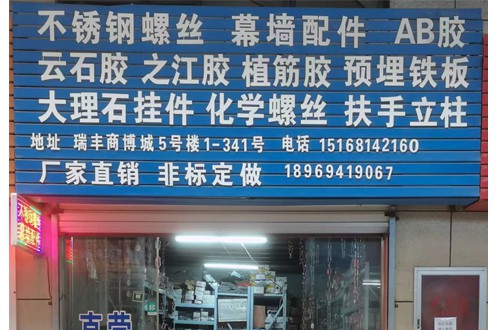 不锈钢螺丝 幕墙配件 AB胶
云石胶 之江胶 植筋胶 预埋铁板
大理石挂件 化学螺丝 扶手立柱
地址 瑞丰商博城5号楼1-341号 电话 15168142160
厂家直销 非标定做 18969419067
直营